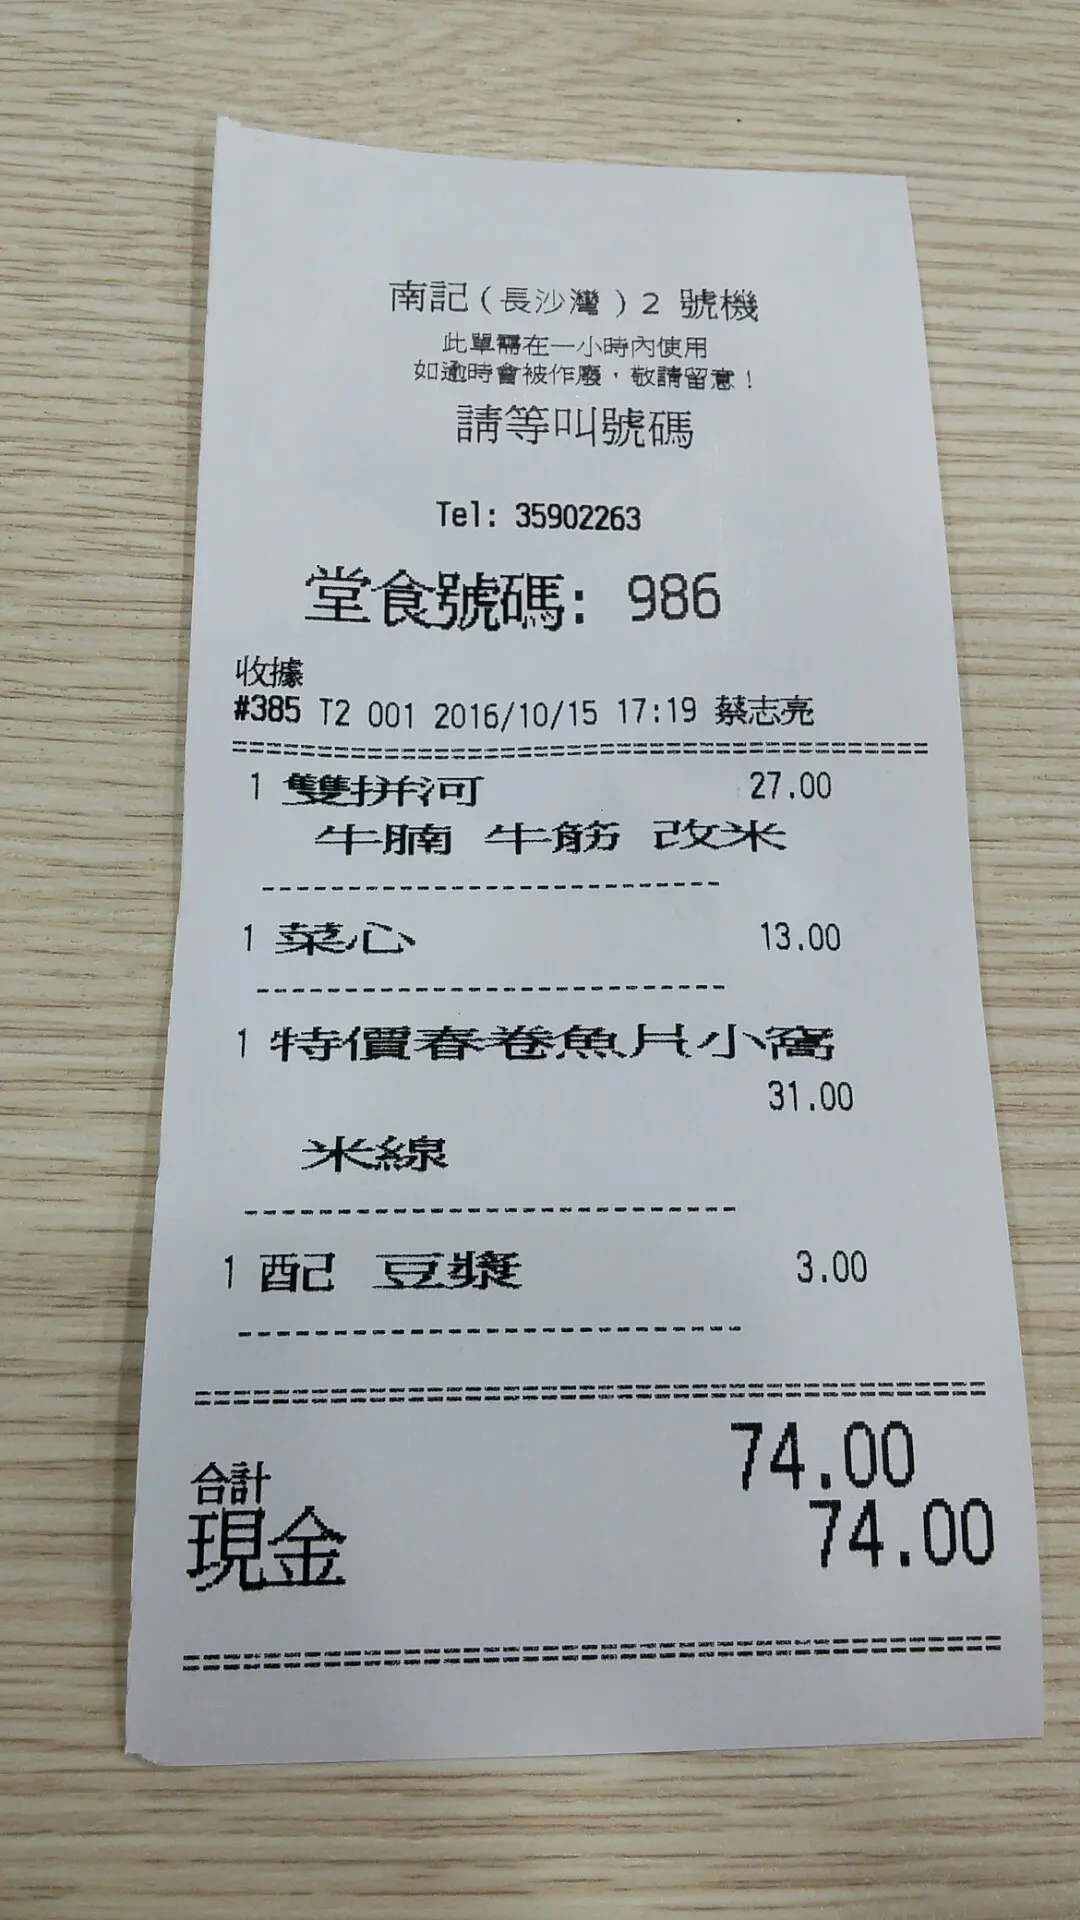 南記(長沙灣)2 號機
此單需在一小時內使用
如逾時會被作廢，敬請留意！
請等叫號碼
Tel: 35902263
堂食號碼: 986
收據
#385 T2 001 2016/10/15 17:19 蔡志亮
1 雙拼河 27.00
牛腩 牛筋 改米
1 菜心 13.00
1 特價春卷魚片小窩
31.00
米線
1 配 豆漿 3.00
合計 74.00
現金 74.00